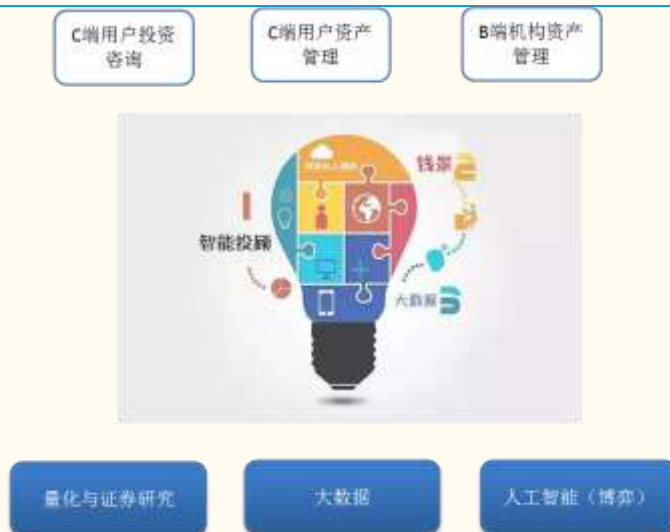 C端用户投资
咨询
C端用户资产
管理
B端机构资产
管理
钱景
智能投顾
大数据
量化与证券研究
大数据
人工智能（博弈）